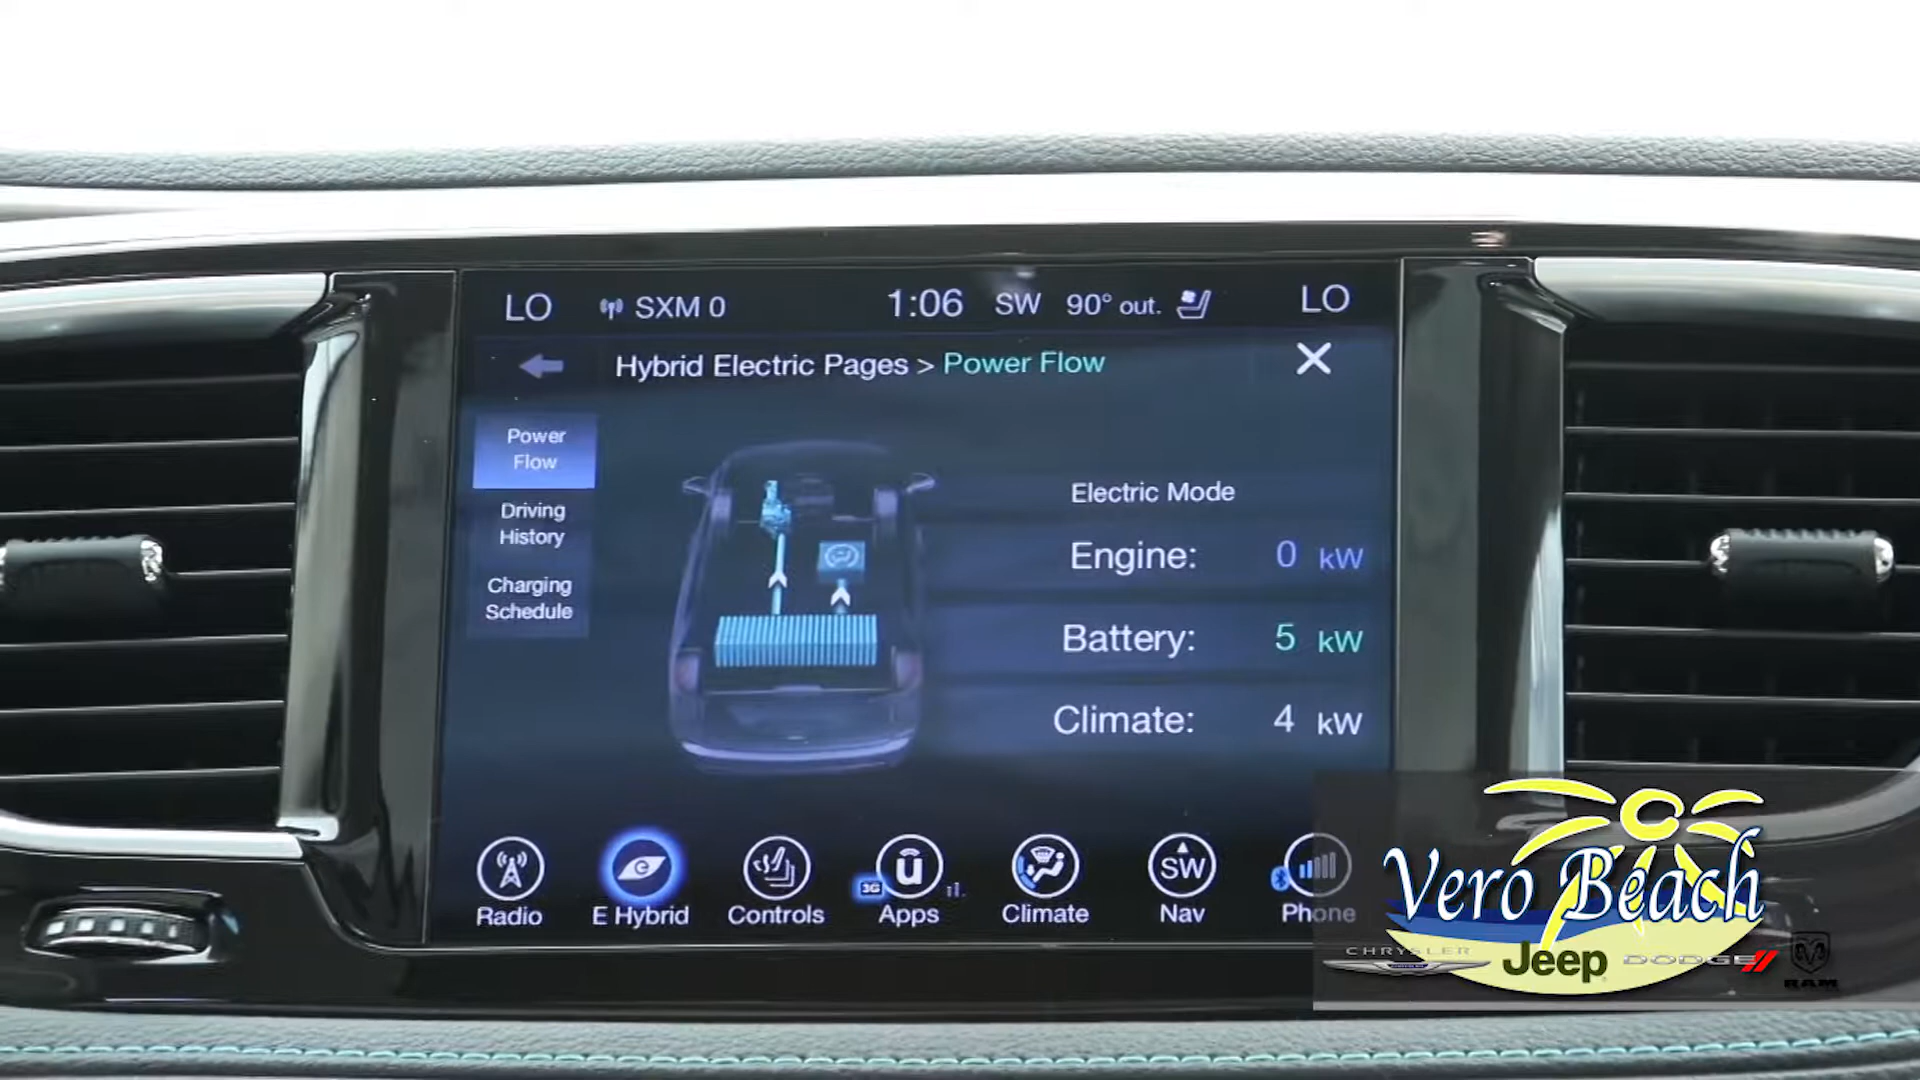 LO SXM 0 1:06 SW 90° out. LO
Hybrid Electric Pages > Power Flow
Power
Flow
Driving
History
Charging
Schedule
Electric Mode
Engine: 0 kW
Battery: 5 kW
Climate: 4 kW
Radio
E Hybrid
Controls
3G
Apps
Climate
SW
Nav
Phone
Vero Beach
CHRYSLER
Jeep
DODGE
RAM